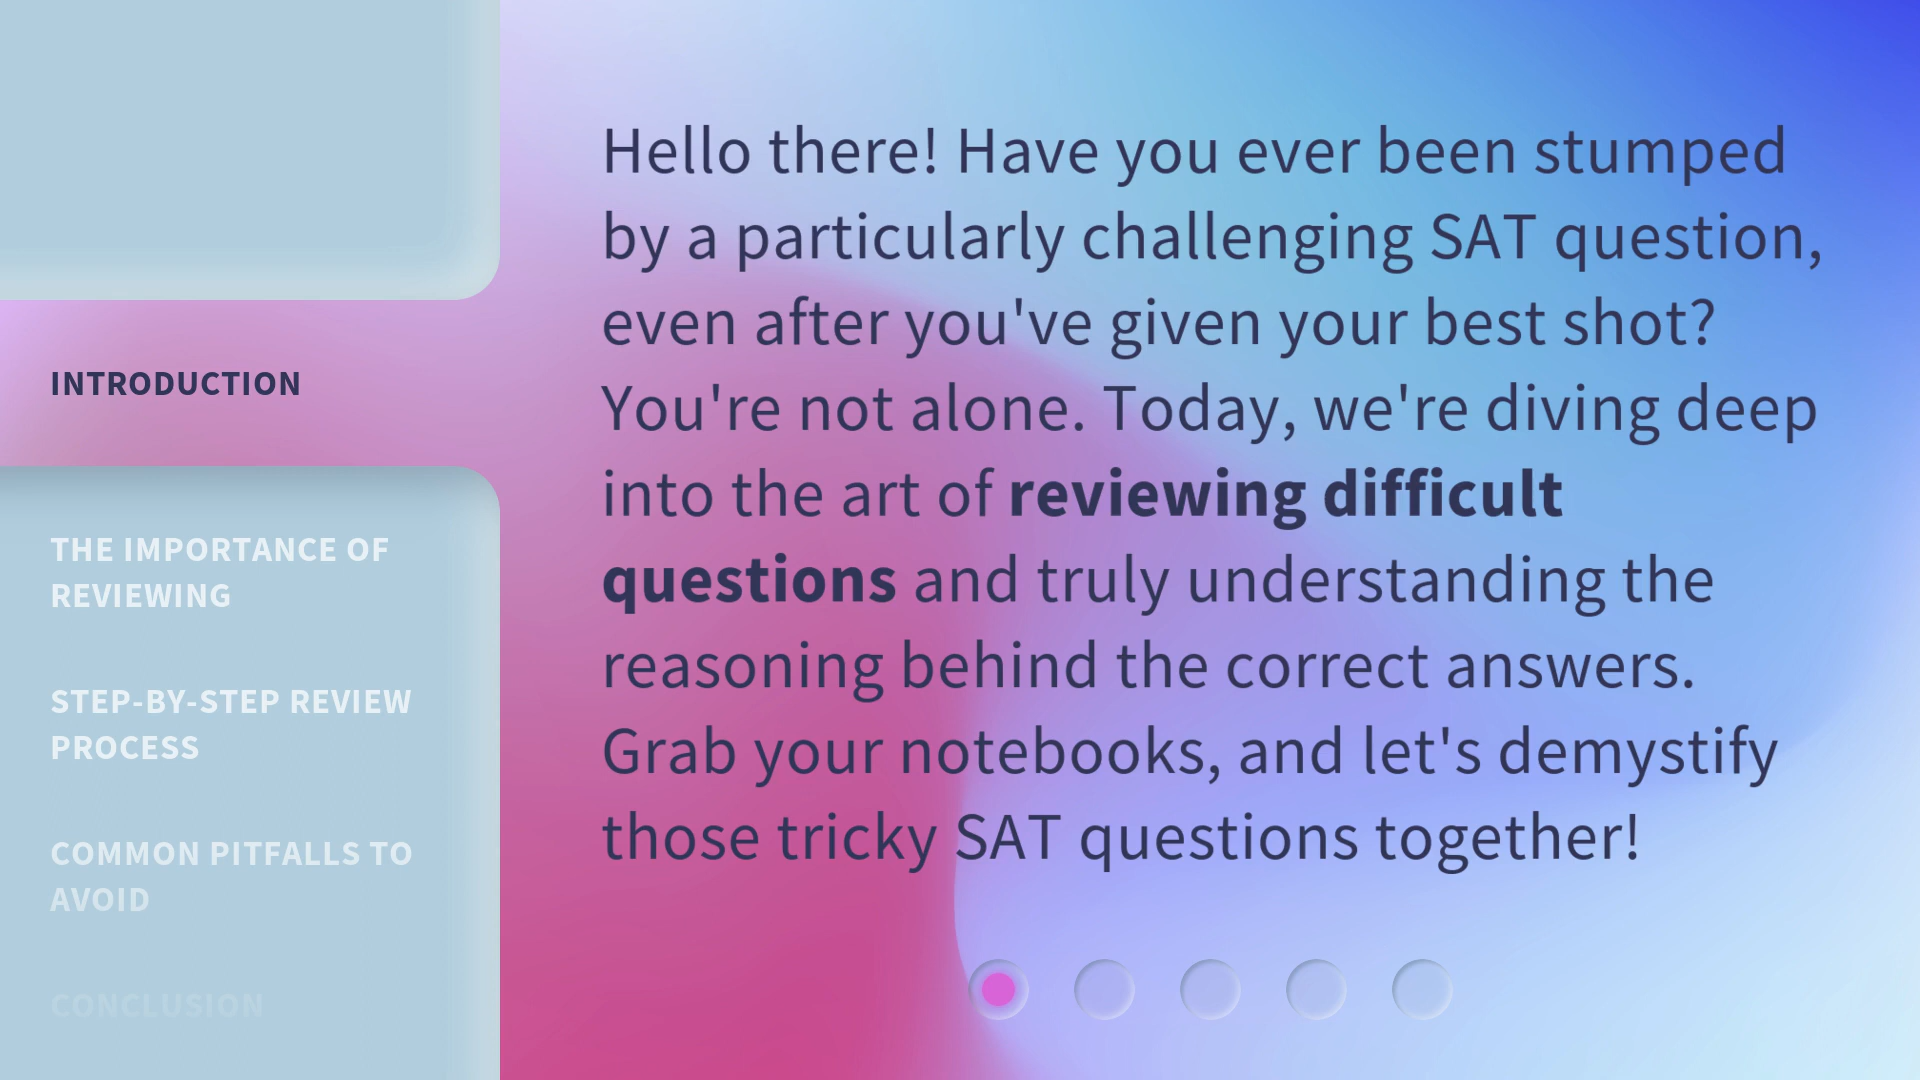 INTRODUCTION
THE IMPORTANCE OF
REVIEWING
STEP-BY-STEP REVIEW
PROCESS
COMMON PITFALLS TO
AVOID
CONCLUSION
Hello there! Have you ever been stumped
by a particularly challenging SAT question,
even after you've given your best shot?
You're not alone. Today, we're diving deep
into the art of reviewing difficult
questions and truly understanding the
reasoning behind the correct answers.
Grab your notebooks, and let's demystify
those tricky SAT questions together!